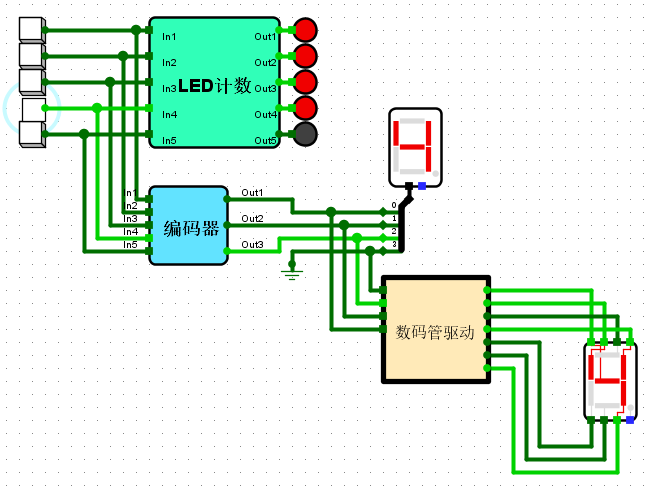 In1 Out1
In2 Out2
LED计数
In3 Out3
In4 Out4
In5 Out5
In1 Out1
In2
In3 Out2
编码器
In4
In5 Out3
0
1
2
3
数码管驱动